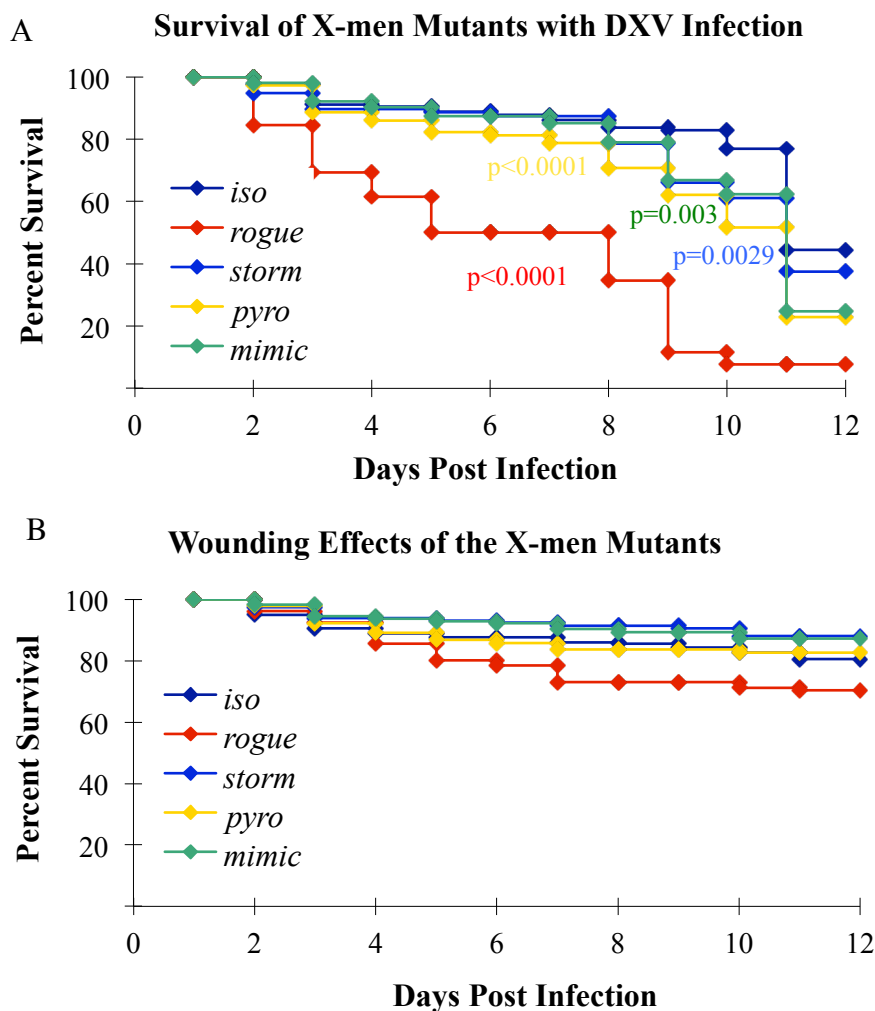 A
Survival of X-men Mutants with DXV Infection
Percent Survival
100
80
60
40
20
iso
rogue
storm
pyro
mimic
p<0.0001
p=0.003
p=0.0029
p<0.0001
0 2 4 6 8 10 12
Days Post Infection
B
Wounding Effects of the X-men Mutants
Percent Survival
100
80
60
40
20
iso
rogue
storm
pyro
mimic
0 2 4 6 8 10 12
Days Post Infection